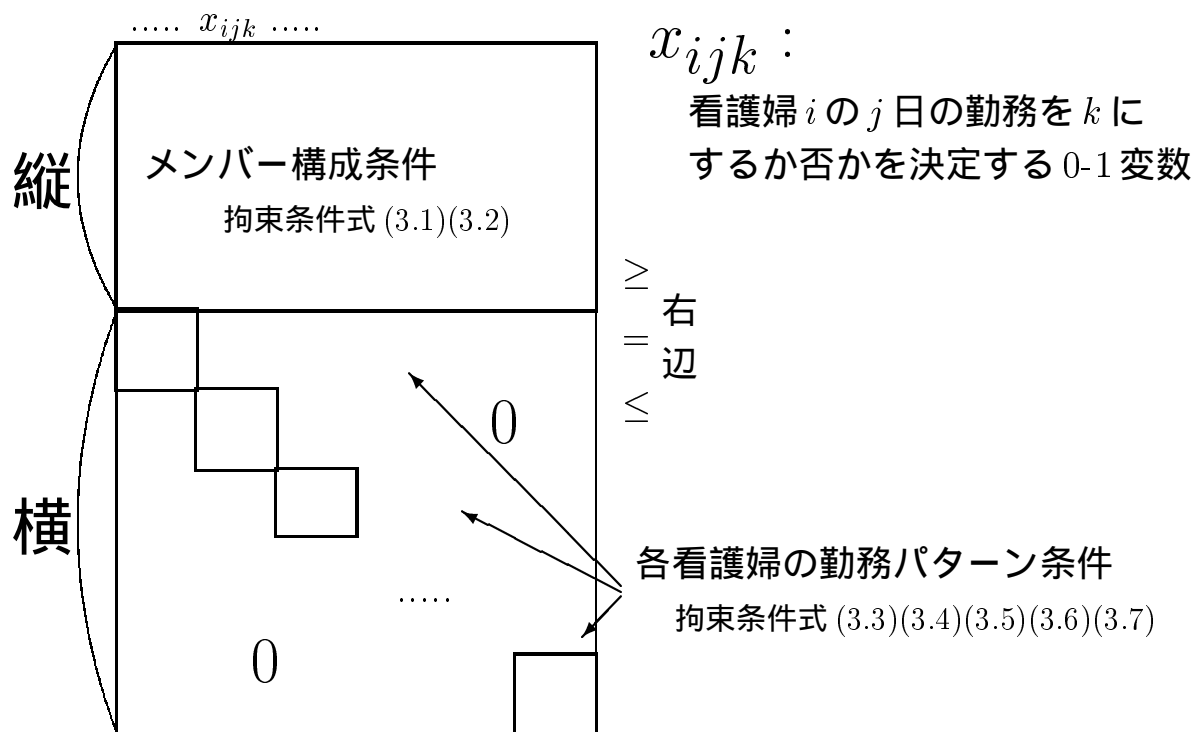 ..... x_{ijk} .....
x_{ijk} :
看護婦 i の j 日の勤務を k に
するか否かを決定する 0-1 変数
縦
メンバー構成条件
拘束条件式 (3.1)(3.2)
≥
右
=
辺
≤
0
横
各看護婦の勤務パターン条件
拘束条件式 (3.3)(3.4)(3.5)(3.6)(3.7)
.....
0